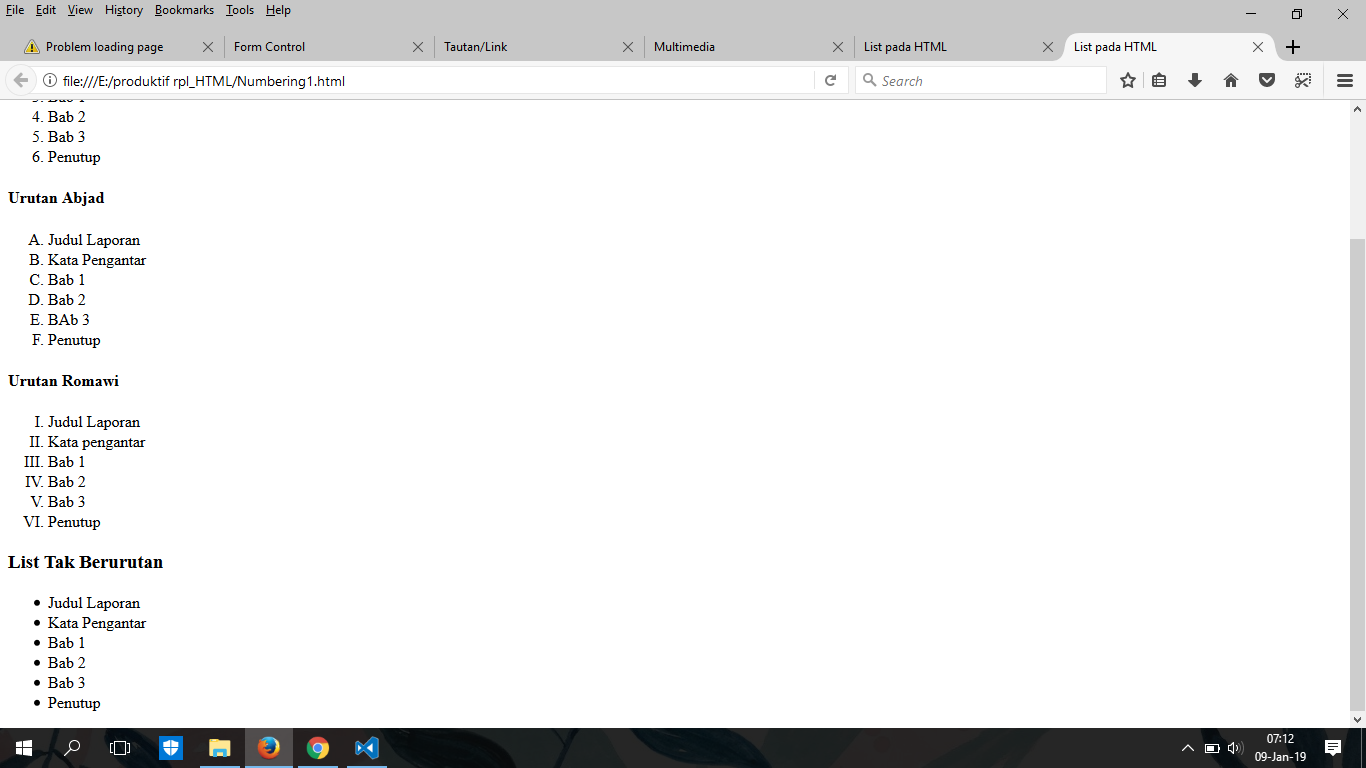 File Edit View History Bookmarks Tools Help
Problem loading page Form Control Tautan/Link Multimedia List pada HTML List pada HTML
file:///E:/produktif rpl_HTML/Numbering1.html Search
4. Bab 2
5. Bab 3
6. Penutup
Urutan Abjad
A. Judul Laporan
B. Kata Pengantar
C. Bab 1
D. Bab 2
E. BAb 3
F. Penutup
Urutan Romawi
I. Judul Laporan
II. Kata pengantar
III. Bab 1
IV. Bab 2
V. Bab 3
VI. Penutup
List Tak Berurutan
• Judul Laporan
• Kata Pengantar
• Bab 1
• Bab 2
• Bab 3
• Penutup
07:12
09-Jan-19